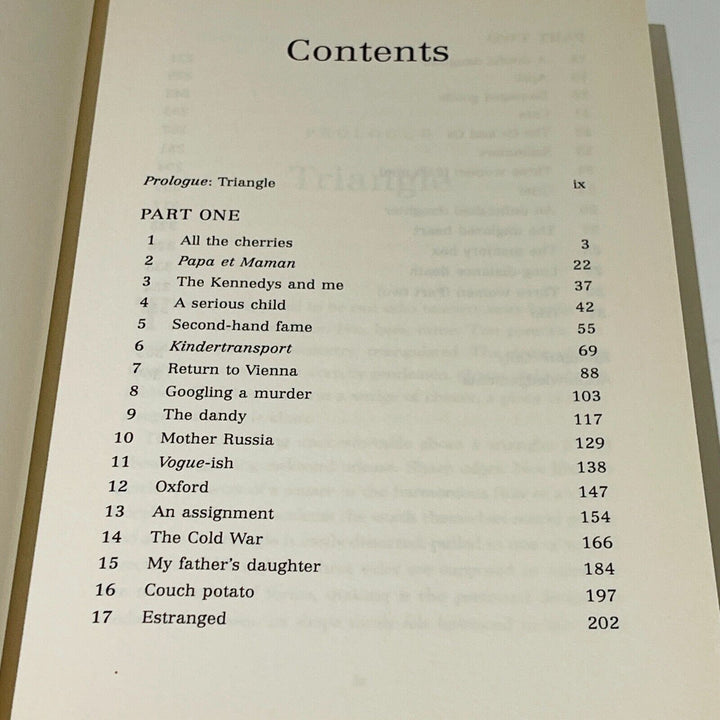 Contents
Prologue: Triangle ix
PART ONE
1 All the cherries 3
2 Papa et Maman 22
3 The Kennedys and me 37
4 A serious child 42
5 Second-hand fame 55
6 Kindertransport 69
7 Return to Vienna 88
8 Googling a murder 103
9 The dandy 117
10 Mother Russia 129
11 Vogue-ish 138
12 Oxford 147
13 An assignment 154
14 The Cold War 166
15 My father's daughter 184
16 Couch potato 197
17 Estranged 202